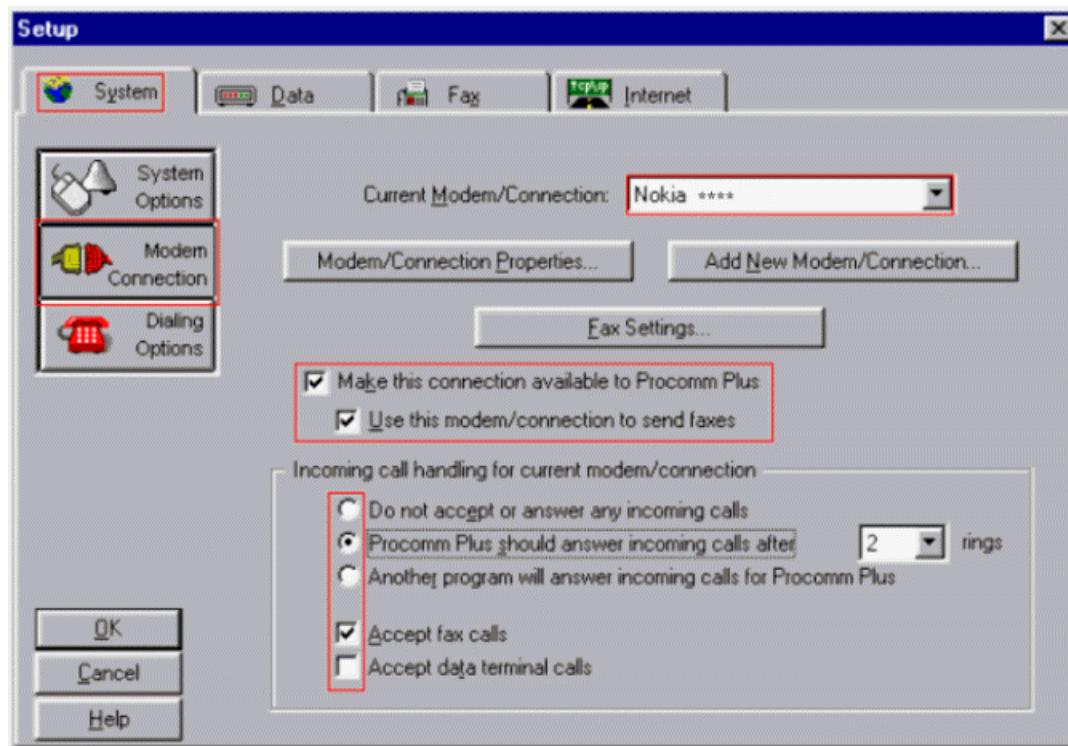 Setup
System
Data
Fax
Tcp/up
Internet
System
Options
Modem
Connection
Dialing
Options
Current Modem/Connection:
Nokia ****
Modem/Connection Properties...
Add New Modem/Connection...
Fax Settings...
Make this connection available to Procomm Plus
Use this modem/connection to send faxes
Incoming call handling for current modem/connection
Do not accept or answer any incoming calls
Procomm Plus should answer incoming calls after 2 rings
Another program will answer incoming calls for Procomm Plus
Accept fax calls
Accept data terminal calls
OK
Cancel
Help